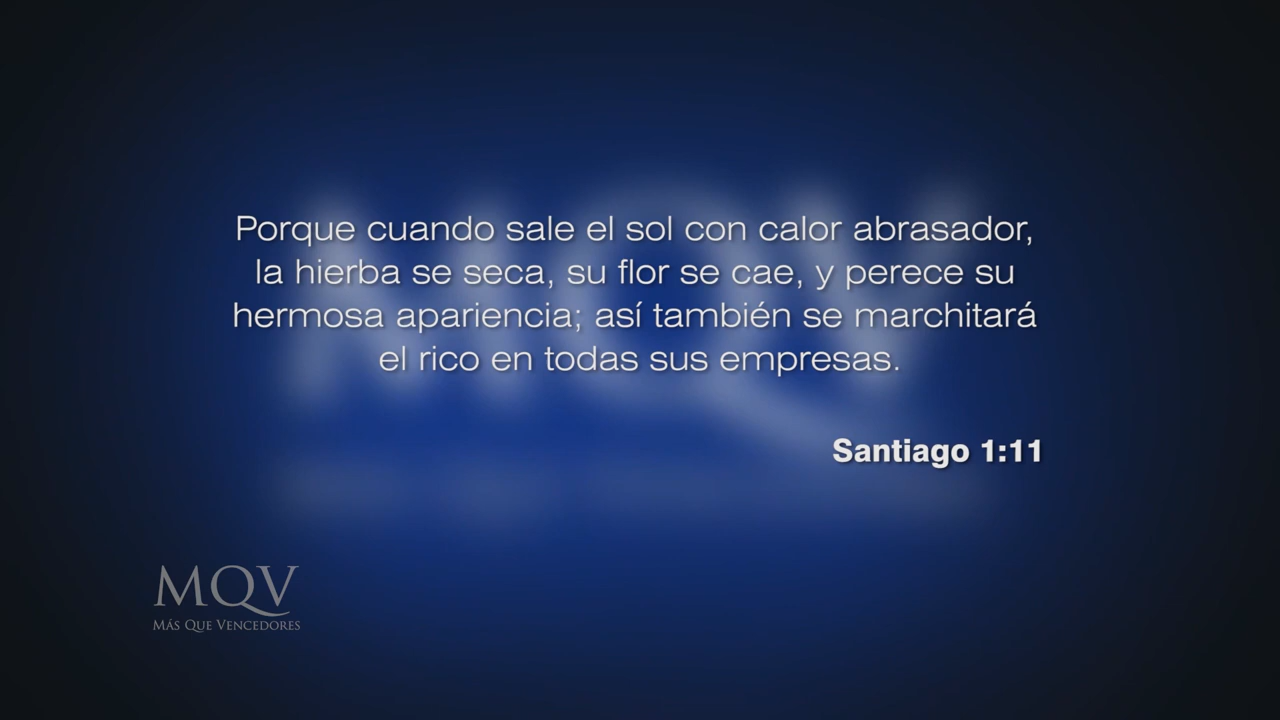 Porque cuando sale el sol con calor abrasador,
la hierba se seca, su flor se cae, y perece su
hermosa apariencia; así también se marchitará
el rico en todas sus empresas.
Santiago 1:11
MQV
MÁS QUE VENCEDORES